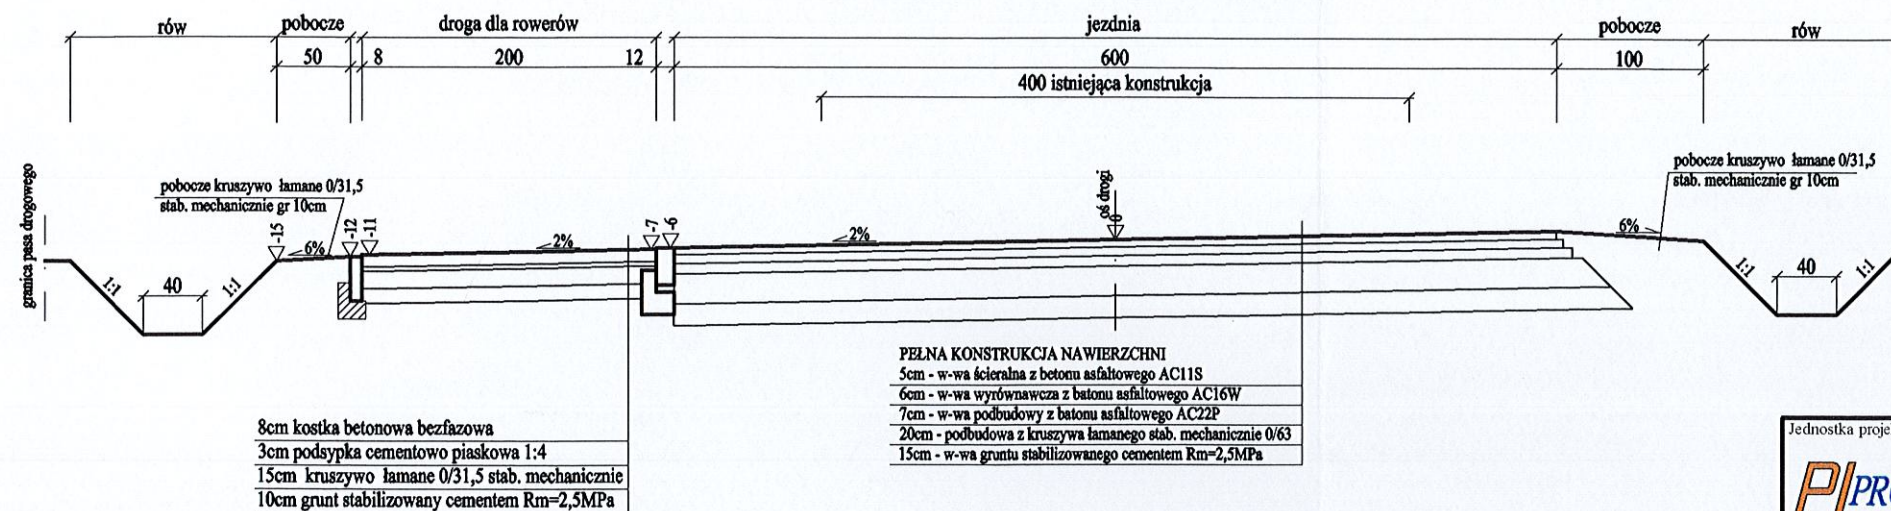 rów
pobocze
droga dla rowerów
jezdnia
pobocze
rów
50
8
200
12
600
100
400 istniejąca konstrukcja
granica pasa drogowego
pobocze kruszywo łamane 0/31,5
stab. mechanicznie gr 10cm
oś drogi
pobocze kruszywo łamane 0/31,5
stab. mechanicznie gr 10cm
-15
6%
-12
-11
2%
-7
-6
2%
0
6%
1:1
40
1:1
1:1
40
1:1
PEŁNA KONSTRUKCJA NAWIERZCHNI
5cm - w-wa ścieralna z betonu asfaltowego AC11S
6cm - w-wa wyrównawcza z batonu asfaltowego AC16W
7cm - w-wa podbudowy z batonu asfaltowego AC22P
20cm - podbudowa z kruszywa łamanego stab. mechanicznie 0/63
15cm - w-wa gruntu stabilizowanego cementem Rm=2,5MPa
8cm kostka betonowa bezfazowa
3cm podsypka cementowo piaskowa 1:4
15cm kruszywo łamane 0/31,5 stab. mechanicznie
10cm grunt stabilizowany cementem Rm=2,5MPa
Jednostka proje